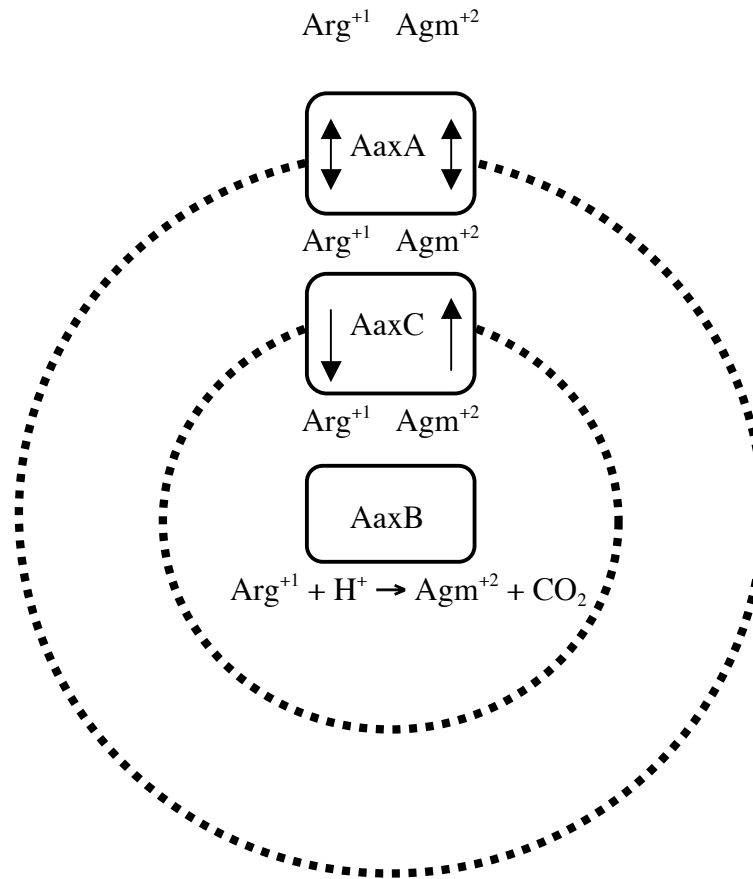 Arg⁺¹ Agm⁺²
AaxA
Arg⁺¹ Agm⁺²
AaxC
Arg⁺¹ Agm⁺²
AaxB
Arg⁺¹ + H⁺ → Agm⁺² + CO₂